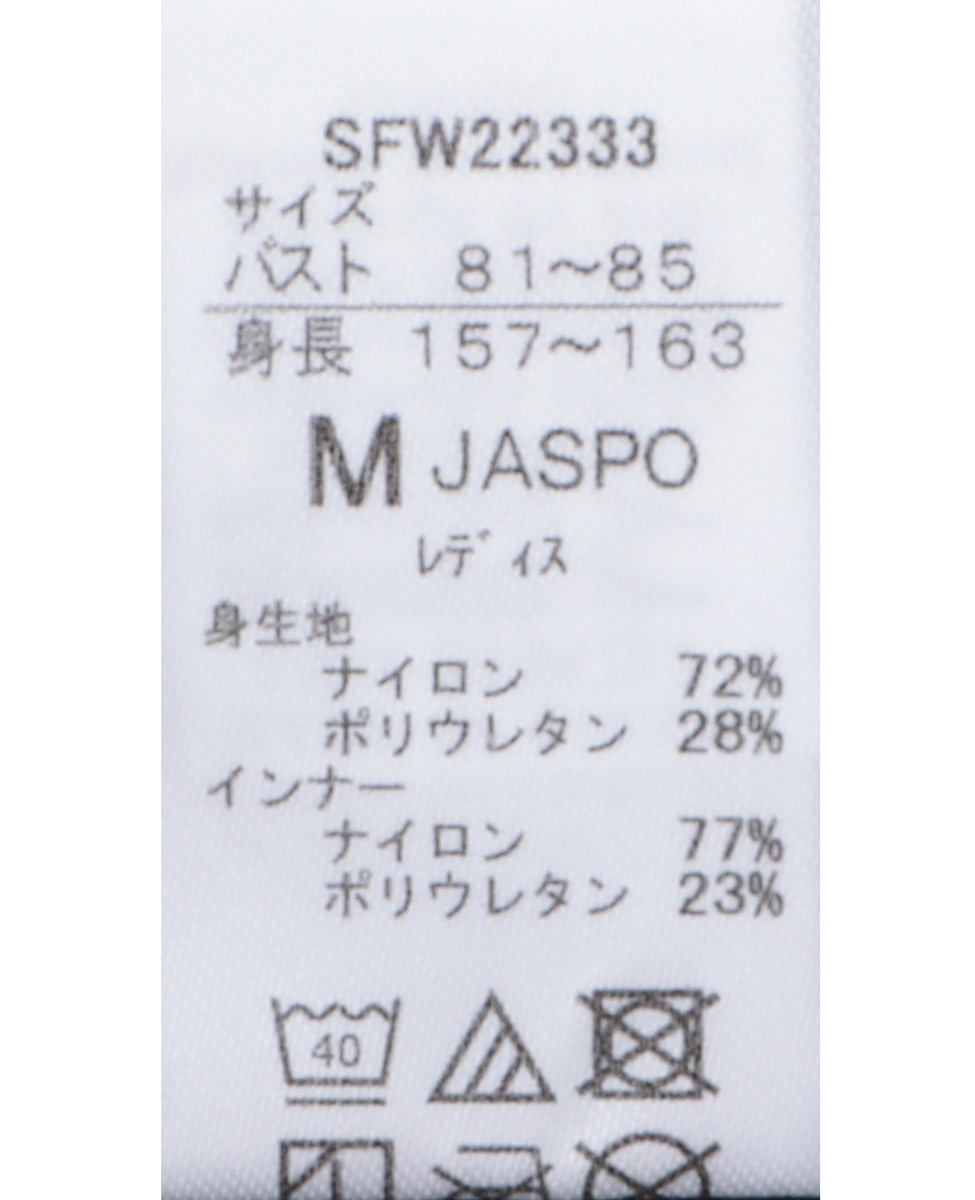 SFW22333
サイズ
バスト 81〜85
身長 157〜163
M JASPO
レディス
身生地
ナイロン 72%
ポリウレタン 28%
インナー
ナイロン 77%
ポリウレタン 23%
40